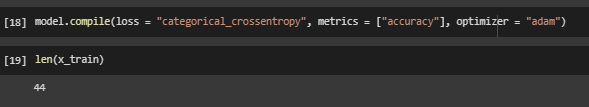 [18] model.compile(loss = "categorical_crossentropy", metrics = ["accuracy"], optimizer = "adam")
[19] len(x_train)
44